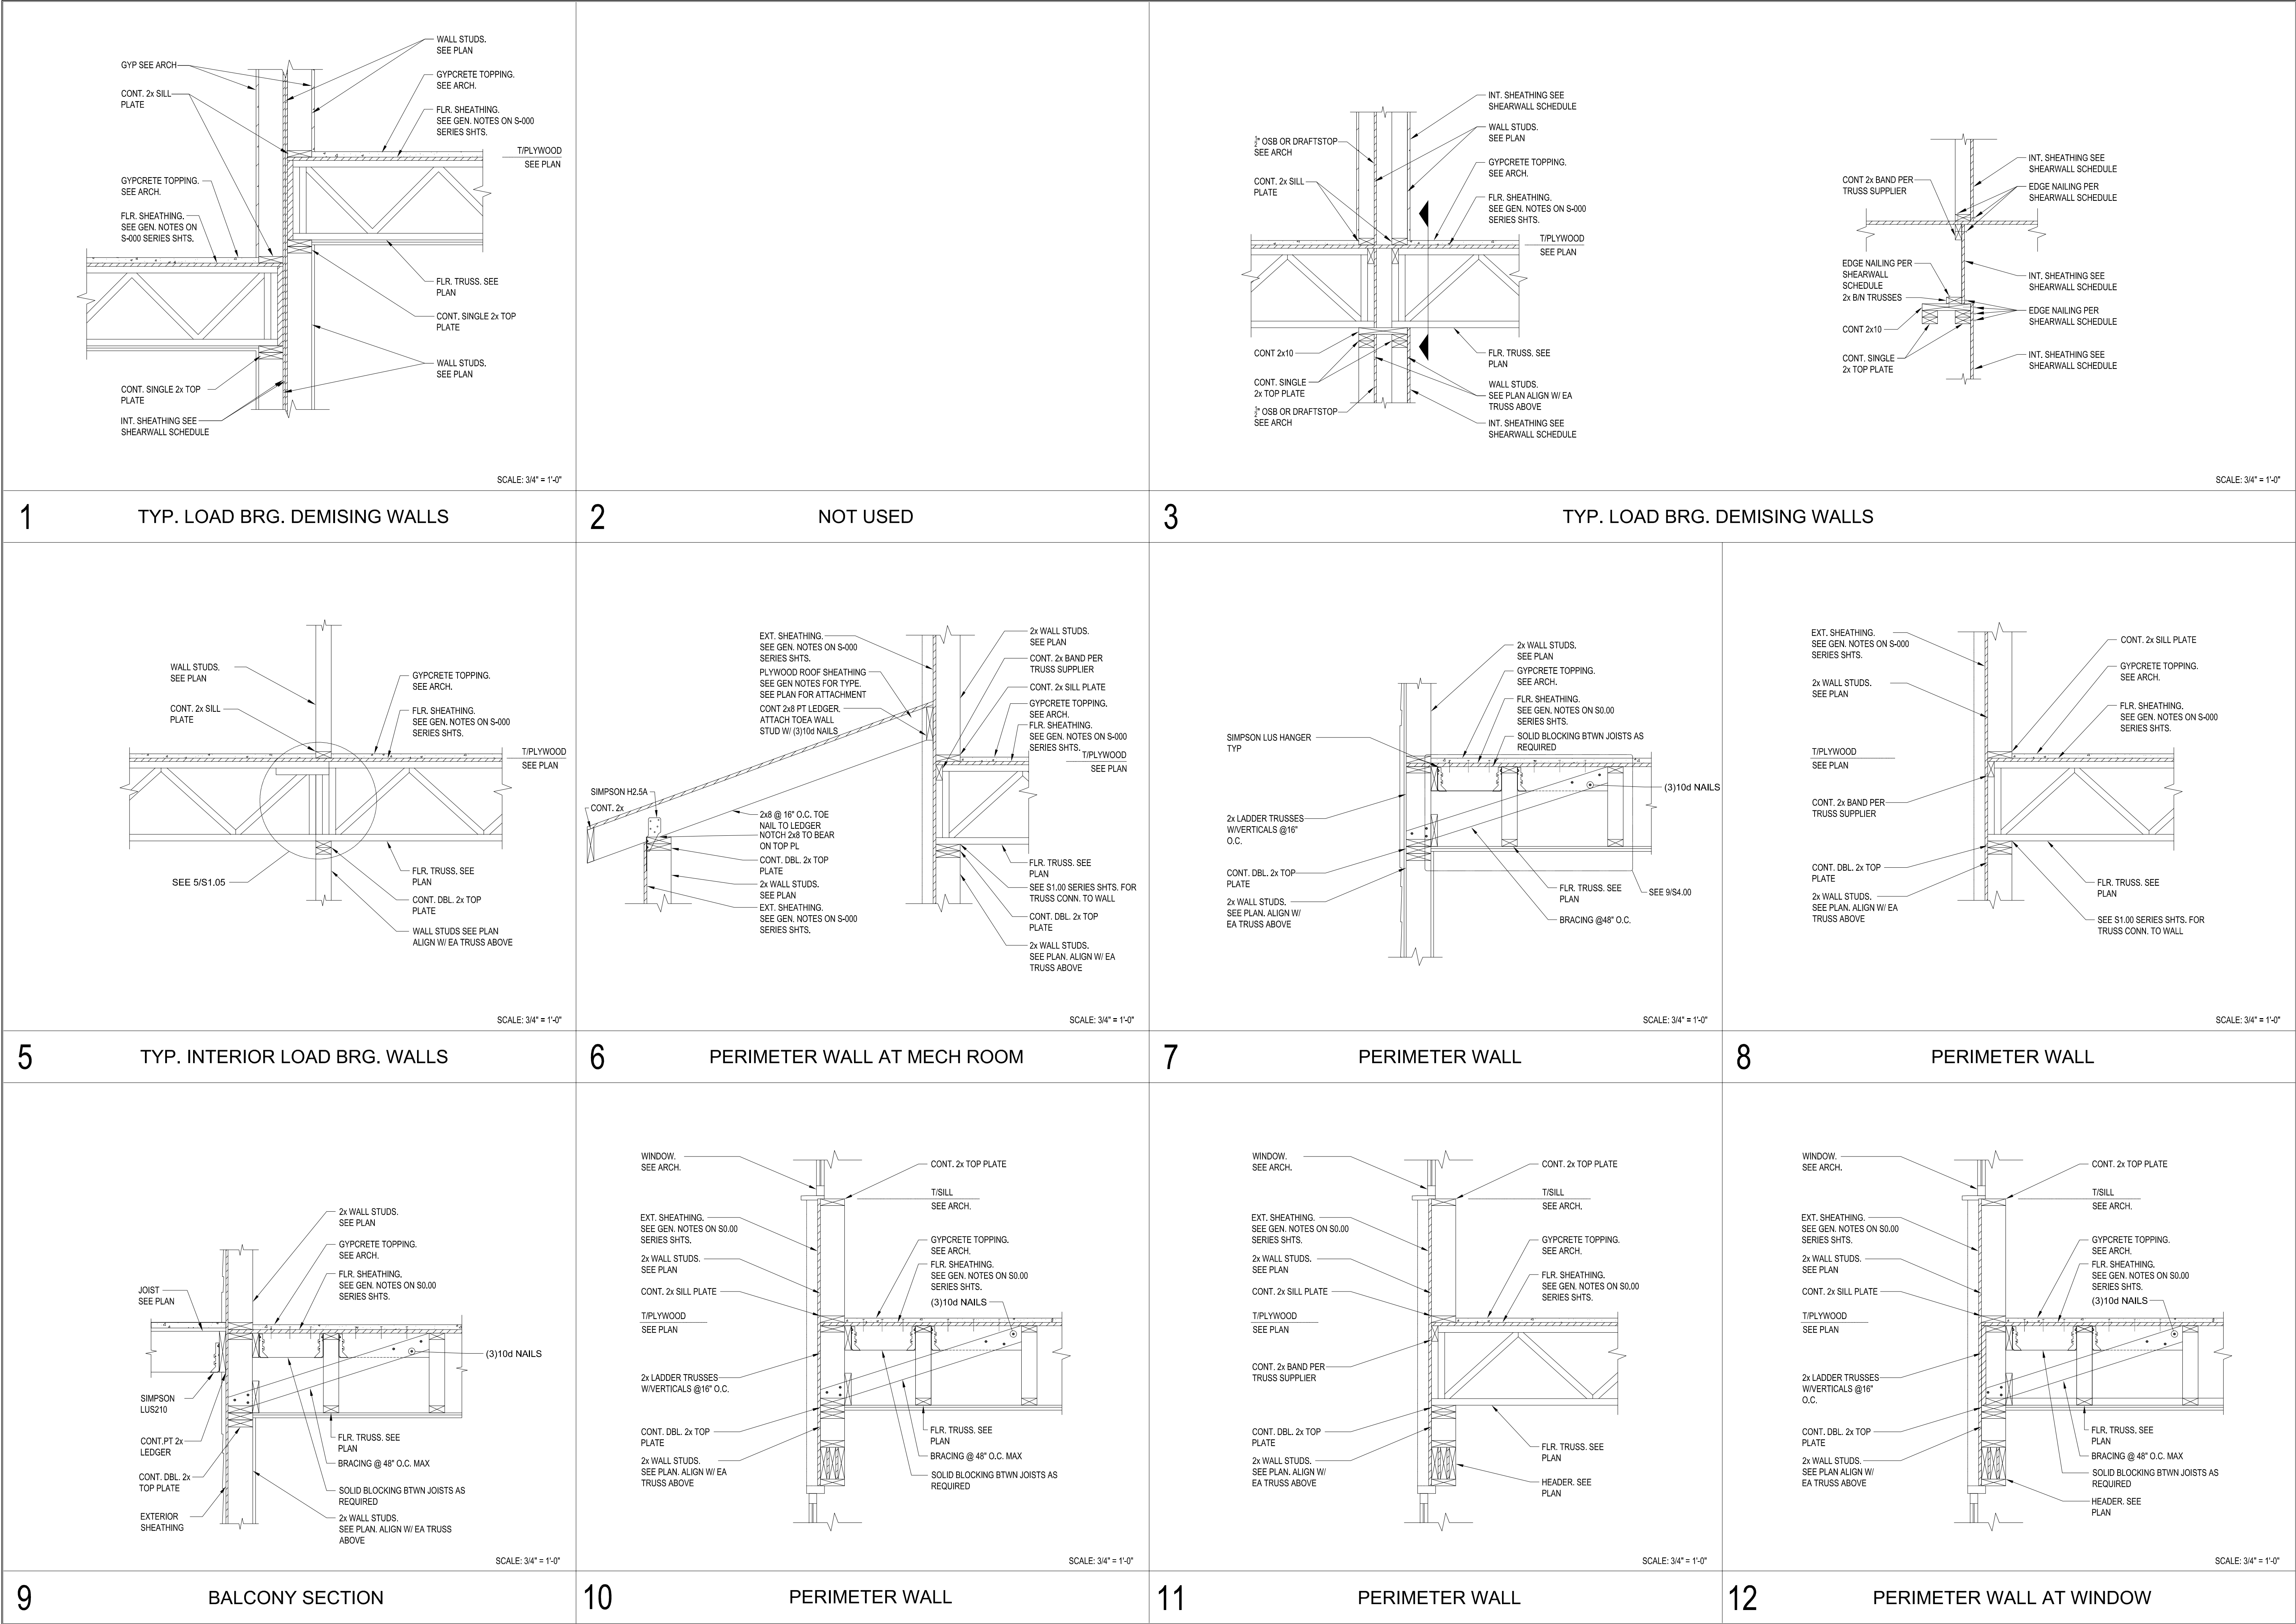 WALL STUDS.
SEE PLAN
GYP SEE ARCH
GYPCRETE TOPPING.
SEE ARCH.
CONT. 2x SILL
PLATE
FLR. SHEATHING.
SEE GEN. NOTES ON S-000
SERIES SHTS.
T/PLYWOOD
SEE PLAN
GYPCRETE TOPPING.
SEE ARCH.
FLR. SHEATHING.
SEE GEN. NOTES ON
S-000 SERIES SHTS.
FLR. TRUSS. SEE
PLAN
CONT. SINGLE 2x TOP
PLATE
WALL STUDS.
SEE PLAN
CONT. SINGLE 2x TOP
PLATE
INT. SHEATHING SEE
SHEARWALL SCHEDULE
SCALE: 3/4" = 1'-0"
1
TYP. LOAD BRG. DEMISING WALLS
2
NOT USED
INT. SHEATHING SEE
SHEARWALL SCHEDULE
WALL STUDS.
SEE PLAN
1/2" OSB OR DRAFTSTOP
SEE ARCH
GYPCRETE TOPPING.
SEE ARCH.
CONT. 2x SILL
PLATE
FLR. SHEATHING.
SEE GEN. NOTES ON S-000
SERIES SHTS.
T/PLYWOOD
SEE PLAN
CONT 2x10
FLR. TRUSS. SEE
PLAN
CONT. SINGLE
2x TOP PLATE
WALL STUDS.
SEE PLAN ALIGN W/ EA
TRUSS ABOVE
1/2" OSB OR DRAFTSTOP
SEE ARCH
INT. SHEATHING SEE
SHEARWALL SCHEDULE
INT. SHEATHING SEE
SHEARWALL SCHEDULE
CONT 2x BAND PER
TRUSS SUPPLIER
EDGE NAILING PER
SHEARWALL SCHEDULE
EDGE NAILING PER
SHEARWALL
SCHEDULE
2x B/N TRUSSES
INT. SHEATHING SEE
SHEARWALL SCHEDULE
EDGE NAILING PER
SHEARWALL SCHEDULE
CONT 2x10
CONT. SINGLE
2x TOP PLATE
INT. SHEATHING SEE
SHEARWALL SCHEDULE
SCALE: 3/4" = 1'-0"
3
TYP. LOAD BRG. DEMISING WALLS
WALL STUDS.
SEE PLAN
GYPCRETE TOPPING.
SEE ARCH.
CONT. 2x SILL
PLATE
FLR. SHEATHING.
SEE GEN. NOTES ON S-000
SERIES SHTS.
T/PLYWOOD
SEE PLAN
SEE 5/S1.05
FLR. TRUSS. SEE
PLAN
CONT. DBL. 2x TOP
PLATE
WALL STUDS SEE PLAN
ALIGN W/ EA TRUSS ABOVE
SCALE: 3/4" = 1'-0"
5
TYP. INTERIOR LOAD BRG. WALLS
EXT. SHEATHING.
SEE GEN. NOTES ON S-000
SERIES SHTS.
PLYWOOD ROOF SHEATHING
SEE GEN NOTES FOR TYPE.
SEE PLAN FOR ATTACHMENT
CONT 2x8 PT LEDGER.
ATTACH TOEA WALL
STUD W/ (3)10d NAILS
2x WALL STUDS.
SEE PLAN
CONT. 2x BAND PER
TRUSS SUPPLIER
CONT. 2x SILL PLATE
GYPCRETE TOPPING.
SEE ARCH.
FLR. SHEATHING.
SEE GEN. NOTES ON S-000
SERIES SHTS.
T/PLYWOOD
SEE PLAN
SIMPSON H2.5A
CONT. 2x
2x8 @ 16" O.C. TOE
NAIL TO LEDGER
NOTCH 2x8 TO BEAR
ON TOP PL
CONT. DBL. 2x TOP
PLATE
2x WALL STUDS.
SEE PLAN
EXT. SHEATHING.
SEE GEN. NOTES ON S-000
SERIES SHTS.
FLR. TRUSS. SEE
PLAN
SEE S1.00 SERIES SHTS. FOR
TRUSS CONN. TO WALL
CONT. DBL. 2x TOP
PLATE
2x WALL STUDS.
SEE PLAN. ALIGN W/ EA
TRUSS ABOVE
SCALE: 3/4" = 1'-0"
6
PERIMETER WALL AT MECH ROOM
2x WALL STUDS.
SEE PLAN
GYPCRETE TOPPING.
SEE ARCH.
FLR. SHEATHING.
SEE GEN. NOTES ON S0.00
SERIES SHTS.
SIMPSON LUS HANGER
TYP
SOLID BLOCKING BTWN JOISTS AS
REQUIRED
(3)10d NAILS
2x LADDER TRUSSES
W/VERTICALS @16"
O.C.
CONT. DBL. 2x TOP
PLATE
2x WALL STUDS.
SEE PLAN. ALIGN W/
EA TRUSS ABOVE
FLR. TRUSS. SEE
PLAN
SEE 9/S4.00
BRACING @48" O.C.
SCALE: 3/4" = 1'-0"
7
PERIMETER WALL
EXT. SHEATHING.
SEE GEN. NOTES ON S-000
SERIES SHTS.
CONT. 2x SILL PLATE
GYPCRETE TOPPING.
SEE ARCH.
2x WALL STUDS.
SEE PLAN
FLR. SHEATHING.
SEE GEN. NOTES ON S-000
SERIES SHTS.
T/PLYWOOD
SEE PLAN
CONT. 2x BAND PER
TRUSS SUPPLIER
CONT. DBL. 2x TOP
PLATE
2x WALL STUDS.
SEE PLAN. ALIGN W/ EA
TRUSS ABOVE
FLR. TRUSS. SEE
PLAN
SEE S1.00 SERIES SHTS. FOR
TRUSS CONN. TO WALL
SCALE: 3/4" = 1'-0"
8
PERIMETER WALL
2x WALL STUDS.
SEE PLAN
GYPCRETE TOPPING.
SEE ARCH.
FLR. SHEATHING.
SEE GEN. NOTES ON S0.00
SERIES SHTS.
JOIST
SEE PLAN
(3)10d NAILS
SIMPSON
LUS210
CONT.PT 2x
LEDGER
CONT. DBL. 2x
TOP PLATE
EXTERIOR
SHEATHING
FLR. TRUSS. SEE
PLAN
BRACING @ 48" O.C. MAX
SOLID BLOCKING BTWN JOISTS AS
REQUIRED
2x WALL STUDS.
SEE PLAN. ALIGN W/ EA TRUSS
ABOVE
SCALE: 3/4" = 1'-0"
9
BALCONY SECTION
WINDOW.
SEE ARCH.
CONT. 2x TOP PLATE
T/SILL
SEE ARCH.
EXT. SHEATHING.
SEE GEN. NOTES ON S0.00
SERIES SHTS.
2x WALL STUDS.
SEE PLAN
CONT. 2x SILL PLATE
T/PLYWOOD
SEE PLAN
GYPCRETE TOPPING.
SEE ARCH.
FLR. SHEATHING.
SEE GEN. NOTES ON S0.00
SERIES SHTS.
(3)10d NAILS
2x LADDER TRUSSES
W/VERTICALS @16" O.C.
CONT. DBL. 2x TOP
PLATE
2x WALL STUDS.
SEE PLAN. ALIGN W/ EA
TRUSS ABOVE
FLR. TRUSS. SEE
PLAN
BRACING @ 48" O.C. MAX
SOLID BLOCKING BTWN JOISTS AS
REQUIRED
SCALE: 3/4" = 1'-0"
10
PERIMETER WALL
WINDOW.
SEE ARCH.
CONT. 2x TOP PLATE
T/SILL
SEE ARCH.
EXT. SHEATHING.
SEE GEN. NOTES ON S0.00
SERIES SHTS.
2x WALL STUDS.
SEE PLAN
CONT. 2x SILL PLATE
T/PLYWOOD
SEE PLAN
GYPCRETE TOPPING.
SEE ARCH.
FLR. SHEATHING.
SEE GEN. NOTES ON S0.00
SERIES SHTS.
CONT. 2x BAND PER
TRUSS SUPPLIER
CONT. DBL. 2x TOP
PLATE
2x WALL STUDS.
SEE PLAN. ALIGN W/
EA TRUSS ABOVE
FLR. TRUSS. SEE
PLAN
HEADER. SEE
PLAN
SCALE: 3/4" = 1'-0"
11
PERIMETER WALL
WINDOW.
SEE ARCH.
CONT. 2x TOP PLATE
T/SILL
SEE ARCH.
EXT. SHEATHING.
SEE GEN. NOTES ON S0.00
SERIES SHTS.
2x WALL STUDS.
SEE PLAN
CONT. 2x SILL PLATE
T/PLYWOOD
SEE PLAN
GYPCRETE TOPPING.
SEE ARCH.
FLR. SHEATHING.
SEE GEN. NOTES ON S0.00
SERIES SHTS.
(3)10d NAILS
2x LADDER TRUSSES
W/VERTICALS @16"
O.C.
CONT. DBL. 2x TOP
PLATE
2x WALL STUDS.
SEE PLAN ALIGN W/
EA TRUSS ABOVE
FLR. TRUSS. SEE
PLAN
BRACING @ 48" O.C. MAX
SOLID BLOCKING BTWN JOISTS AS
REQUIRED
HEADER. SEE
PLAN
SCALE: 3/4" = 1'-0"
12
PERIMETER WALL AT WINDOW